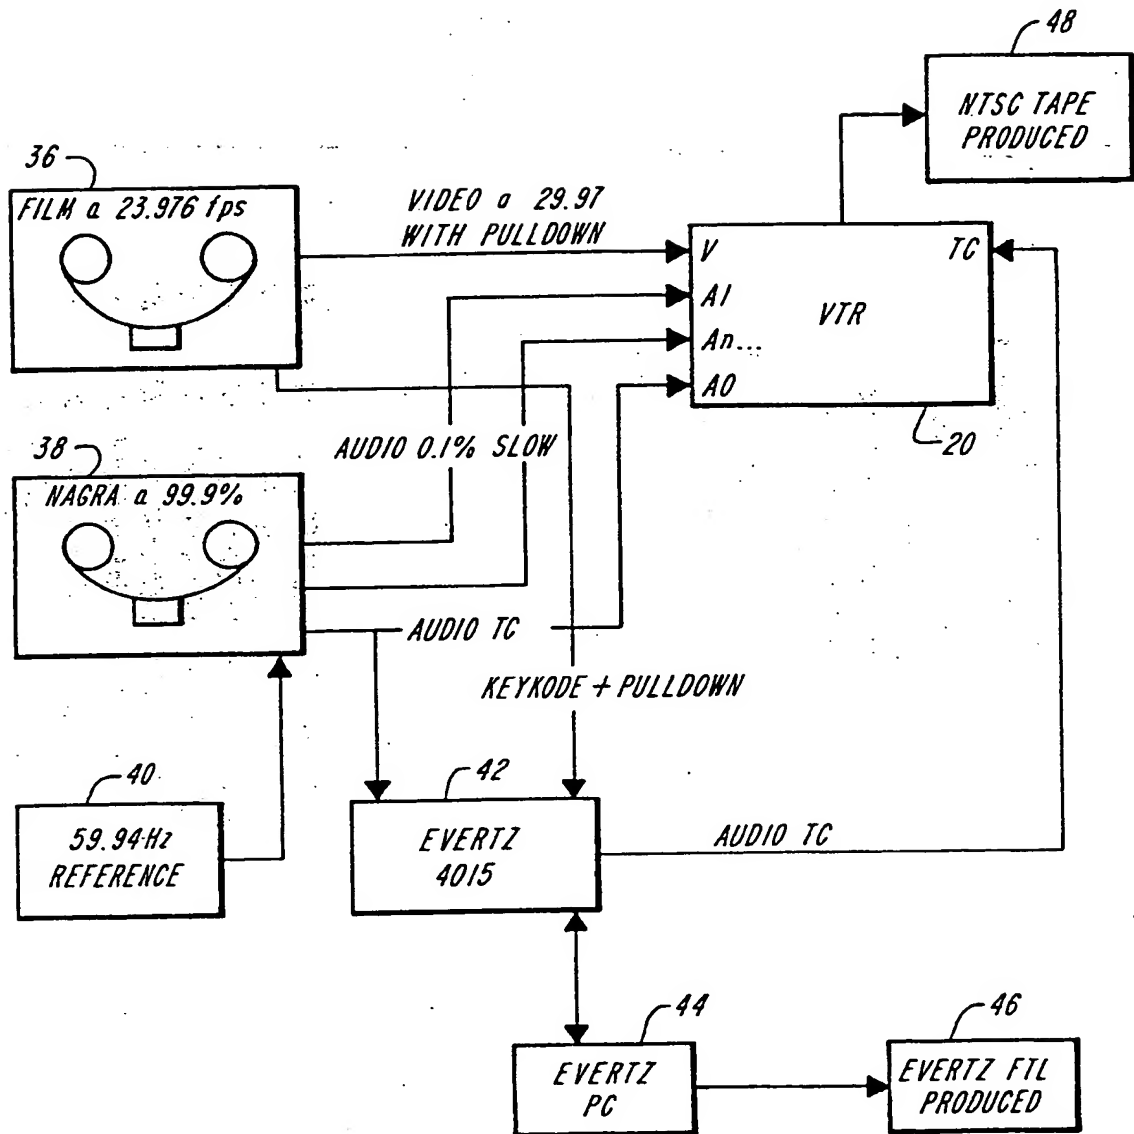 48
NTSC TAPE
PRODUCED
36
FILM a 23.976 fps
VIDEO a 29.97
WITH PULLDOWN
V
TC
A1
VTR
An...
A0
20
AUDIO 0.1% SLOW
38
NAGRA a 99.9%
AUDIO TC
KEYKODE + PULLDOWN
40
59.94-Hz
REFERENCE
42
EVERTZ
4015
AUDIO TC
44
EVERTZ
PC
46
EVERTZ FTL
PRODUCED